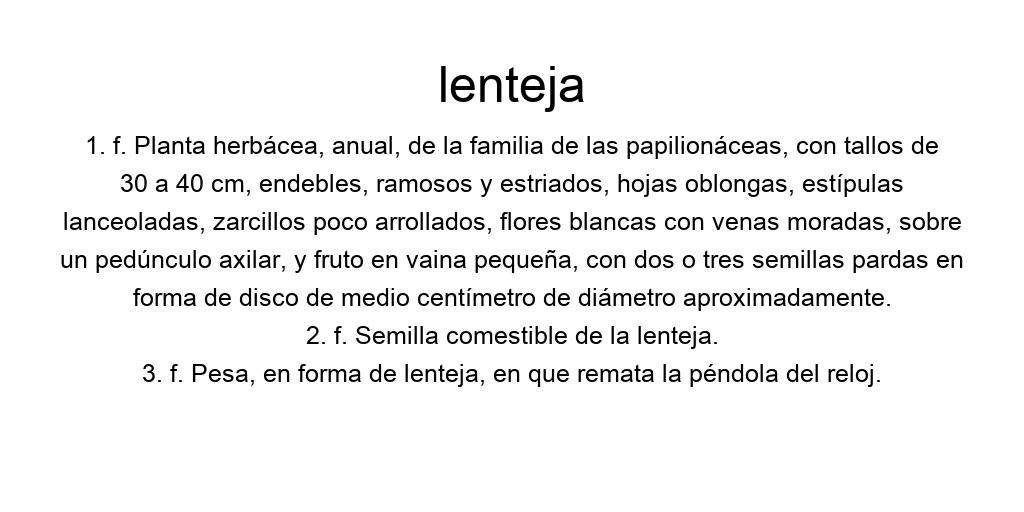 lenteja
1. f. Planta herbácea, anual, de la familia de las papilionáceas, con tallos de
30 a 40 cm, endebles, ramosos y estriados, hojas oblongas, estípulas
lanceoladas, zarcillos poco arrollados, flores blancas con venas moradas, sobre
un pedúnculo axilar, y fruto en vaina pequeña, con dos o tres semillas pardas en
forma de disco de medio centímetro de diámetro aproximadamente.
2. f. Semilla comestible de la lenteja.
3. f. Pesa, en forma de lenteja, en que remata la péndola del reloj.